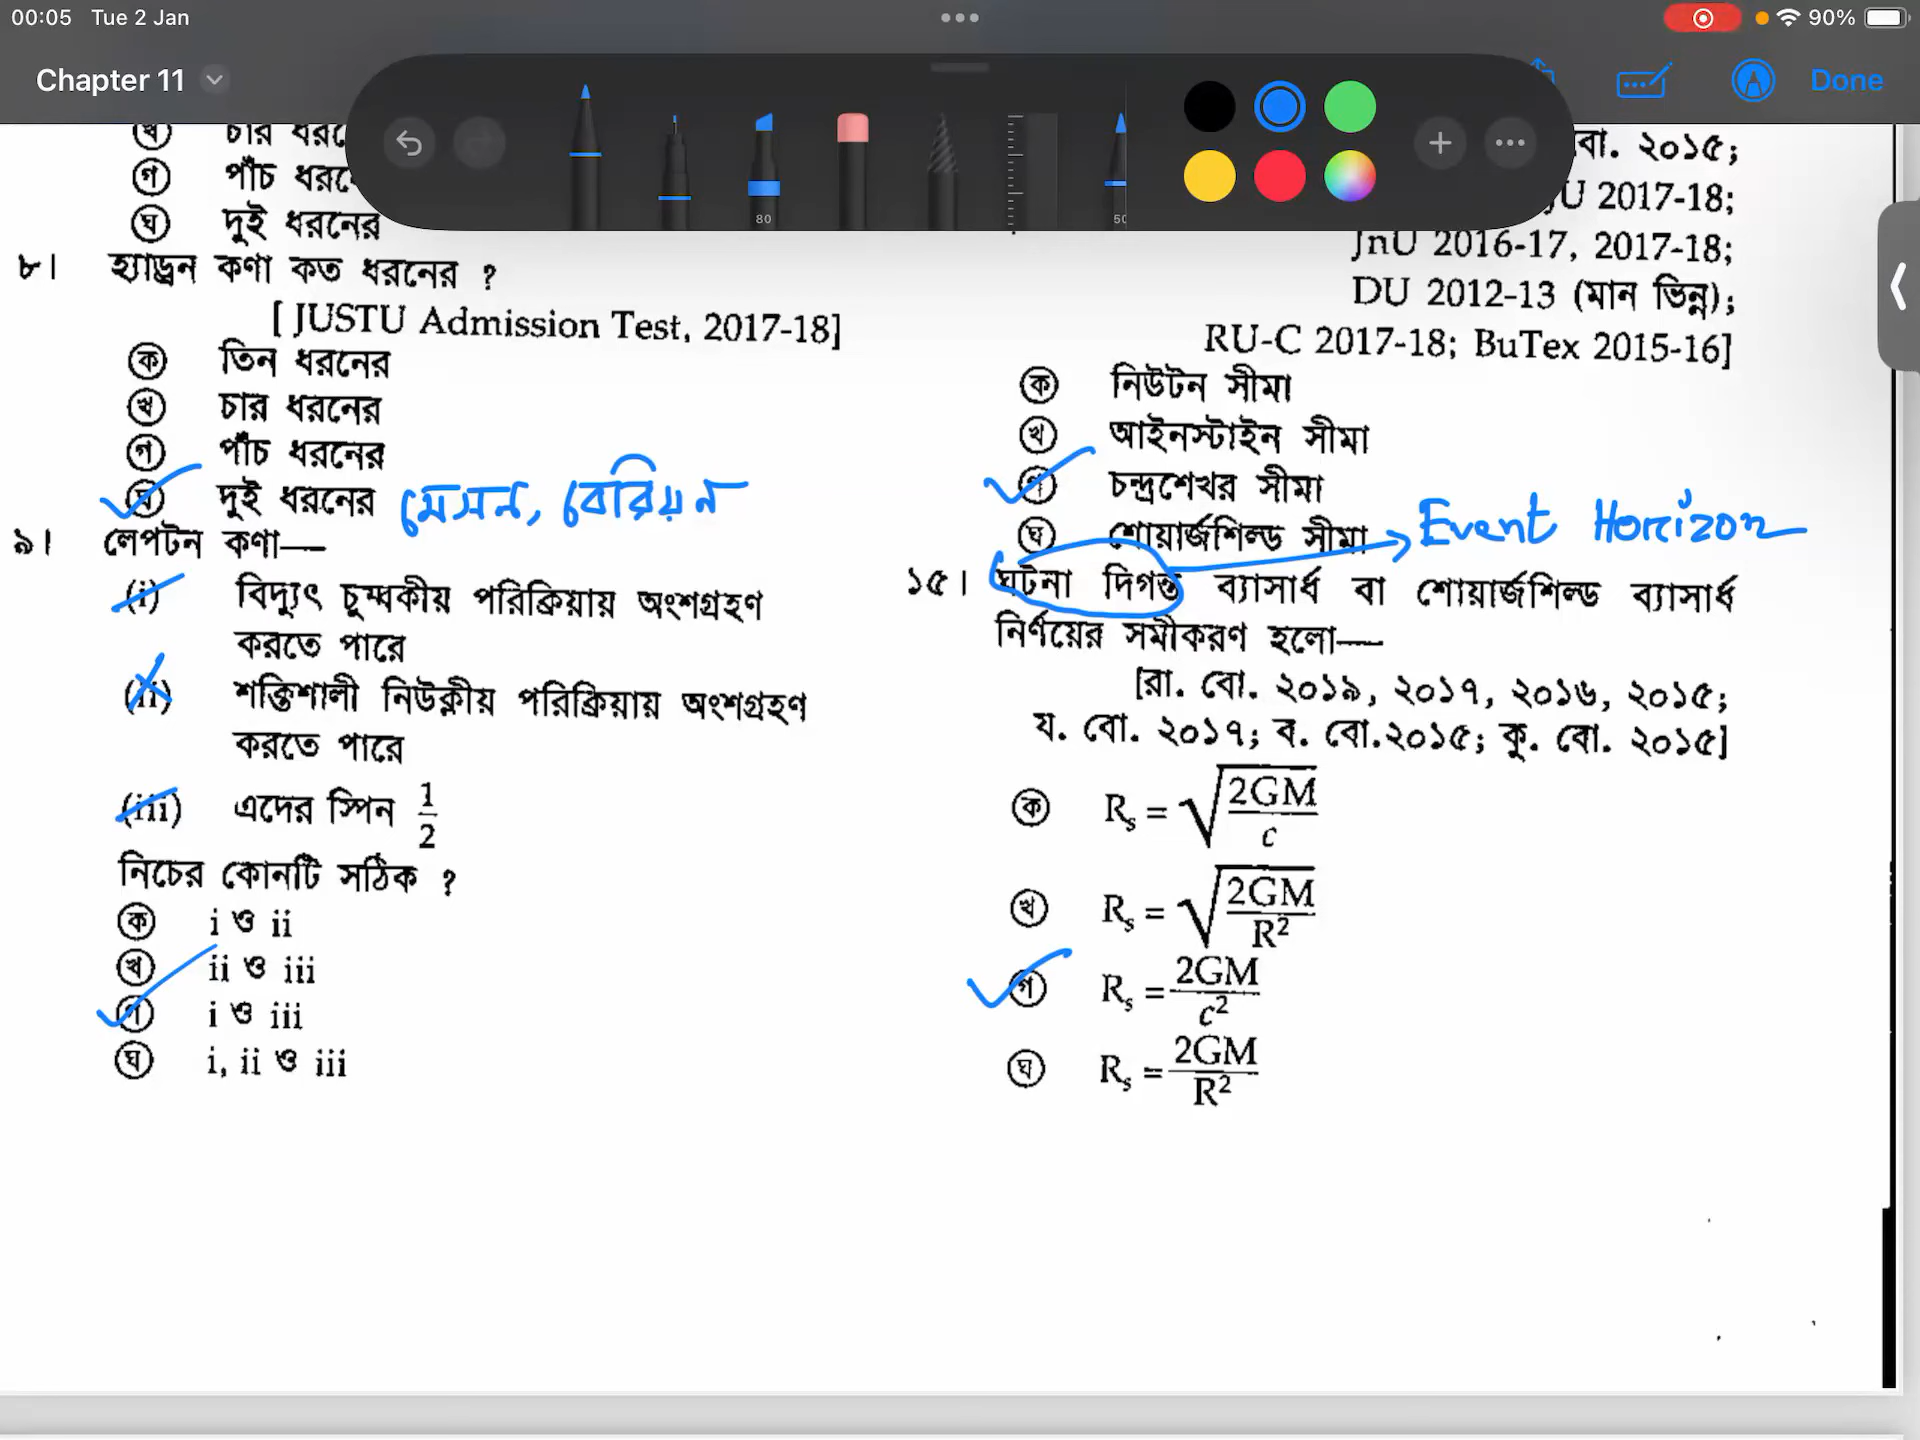 00:05 Tue 2 Jan
90%
Chapter 11
Done
80
50
খ চার
গ পাঁচ
ঘ দুই ধরনের
৮। হ্যাড্রন কণা কত ধরনের ?
[ JUSTU Admission Test, 2017-18]
ক তিন ধরনের
খ চার ধরনের
গ পাঁচ ধরনের
ঘ দুই ধরনের মেসন, বেরিয়ন
৯। লেপটন কণা—
(i) বিদ্যুৎ চুম্বকীয় পরিক্রিয়ায় অংশগ্রহণ
করতে পারে
(ii) শক্তিশালী নিউক্লীয় পরিক্রিয়ায় অংশগ্রহণ
করতে পারে
(iii) এদের স্পিন 1/2
নিচের কোনটি সঠিক ?
ক i ও ii
খ ii ও iii
গ i ও iii
ঘ i, ii ও iii
বো. ২০১৫;
2017-18;
JnU 2016-17, 2017-18;
DU 2012-13 (মান ভিন্ন);
RU-C 2017-18; BuTex 2015-16]
ক নিউটন সীমা
খ আইনস্টাইন সীমা
গ চন্দ্রশেখর সীমা
ঘ শোয়ার্জশিল্ড সীমা Event Horizon
১৫। ঘটনা দিগন্ত ব্যাসার্ধ বা শোয়ার্জশিল্ড ব্যাসার্ধ
নির্ণয়ের সমীকরণ হলো—
[রা. বো. ২০১৯, ২০১৭, ২০১৬, ২০১৫;
য. বো. ২০১৭; ব. বো.২০১৫; কু. বো. ২০১৫]
ক Rₛ = √(2GM/c)
খ Rₛ = √(2GM/R²)
গ Rₛ = 2GM/c²
ঘ Rₛ = 2GM/R²